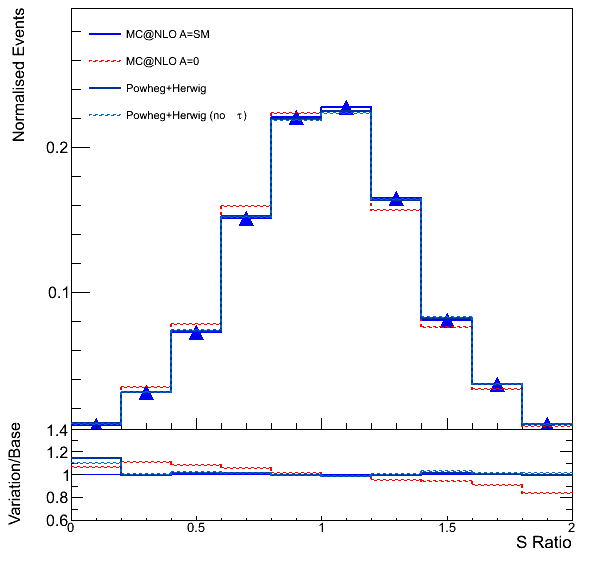 Normalised Events
MC@NLO A=SM
MC@NLO A=0
Powheg+Herwig
Powheg+Herwig (no τ)
0.2
0.1
Variation/Base
1.4
1.2
1
0.8
0.6
0 0.5 1 1.5 2
S Ratio